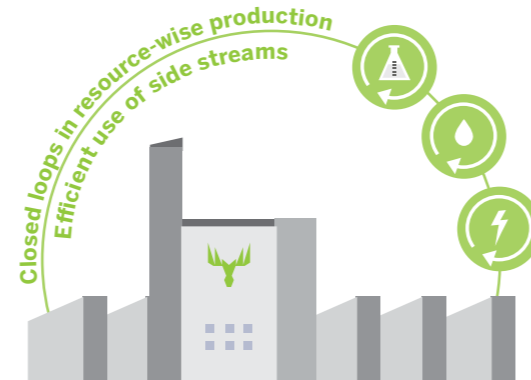 Closed loops in resource-wise production
Efficient use of side streams